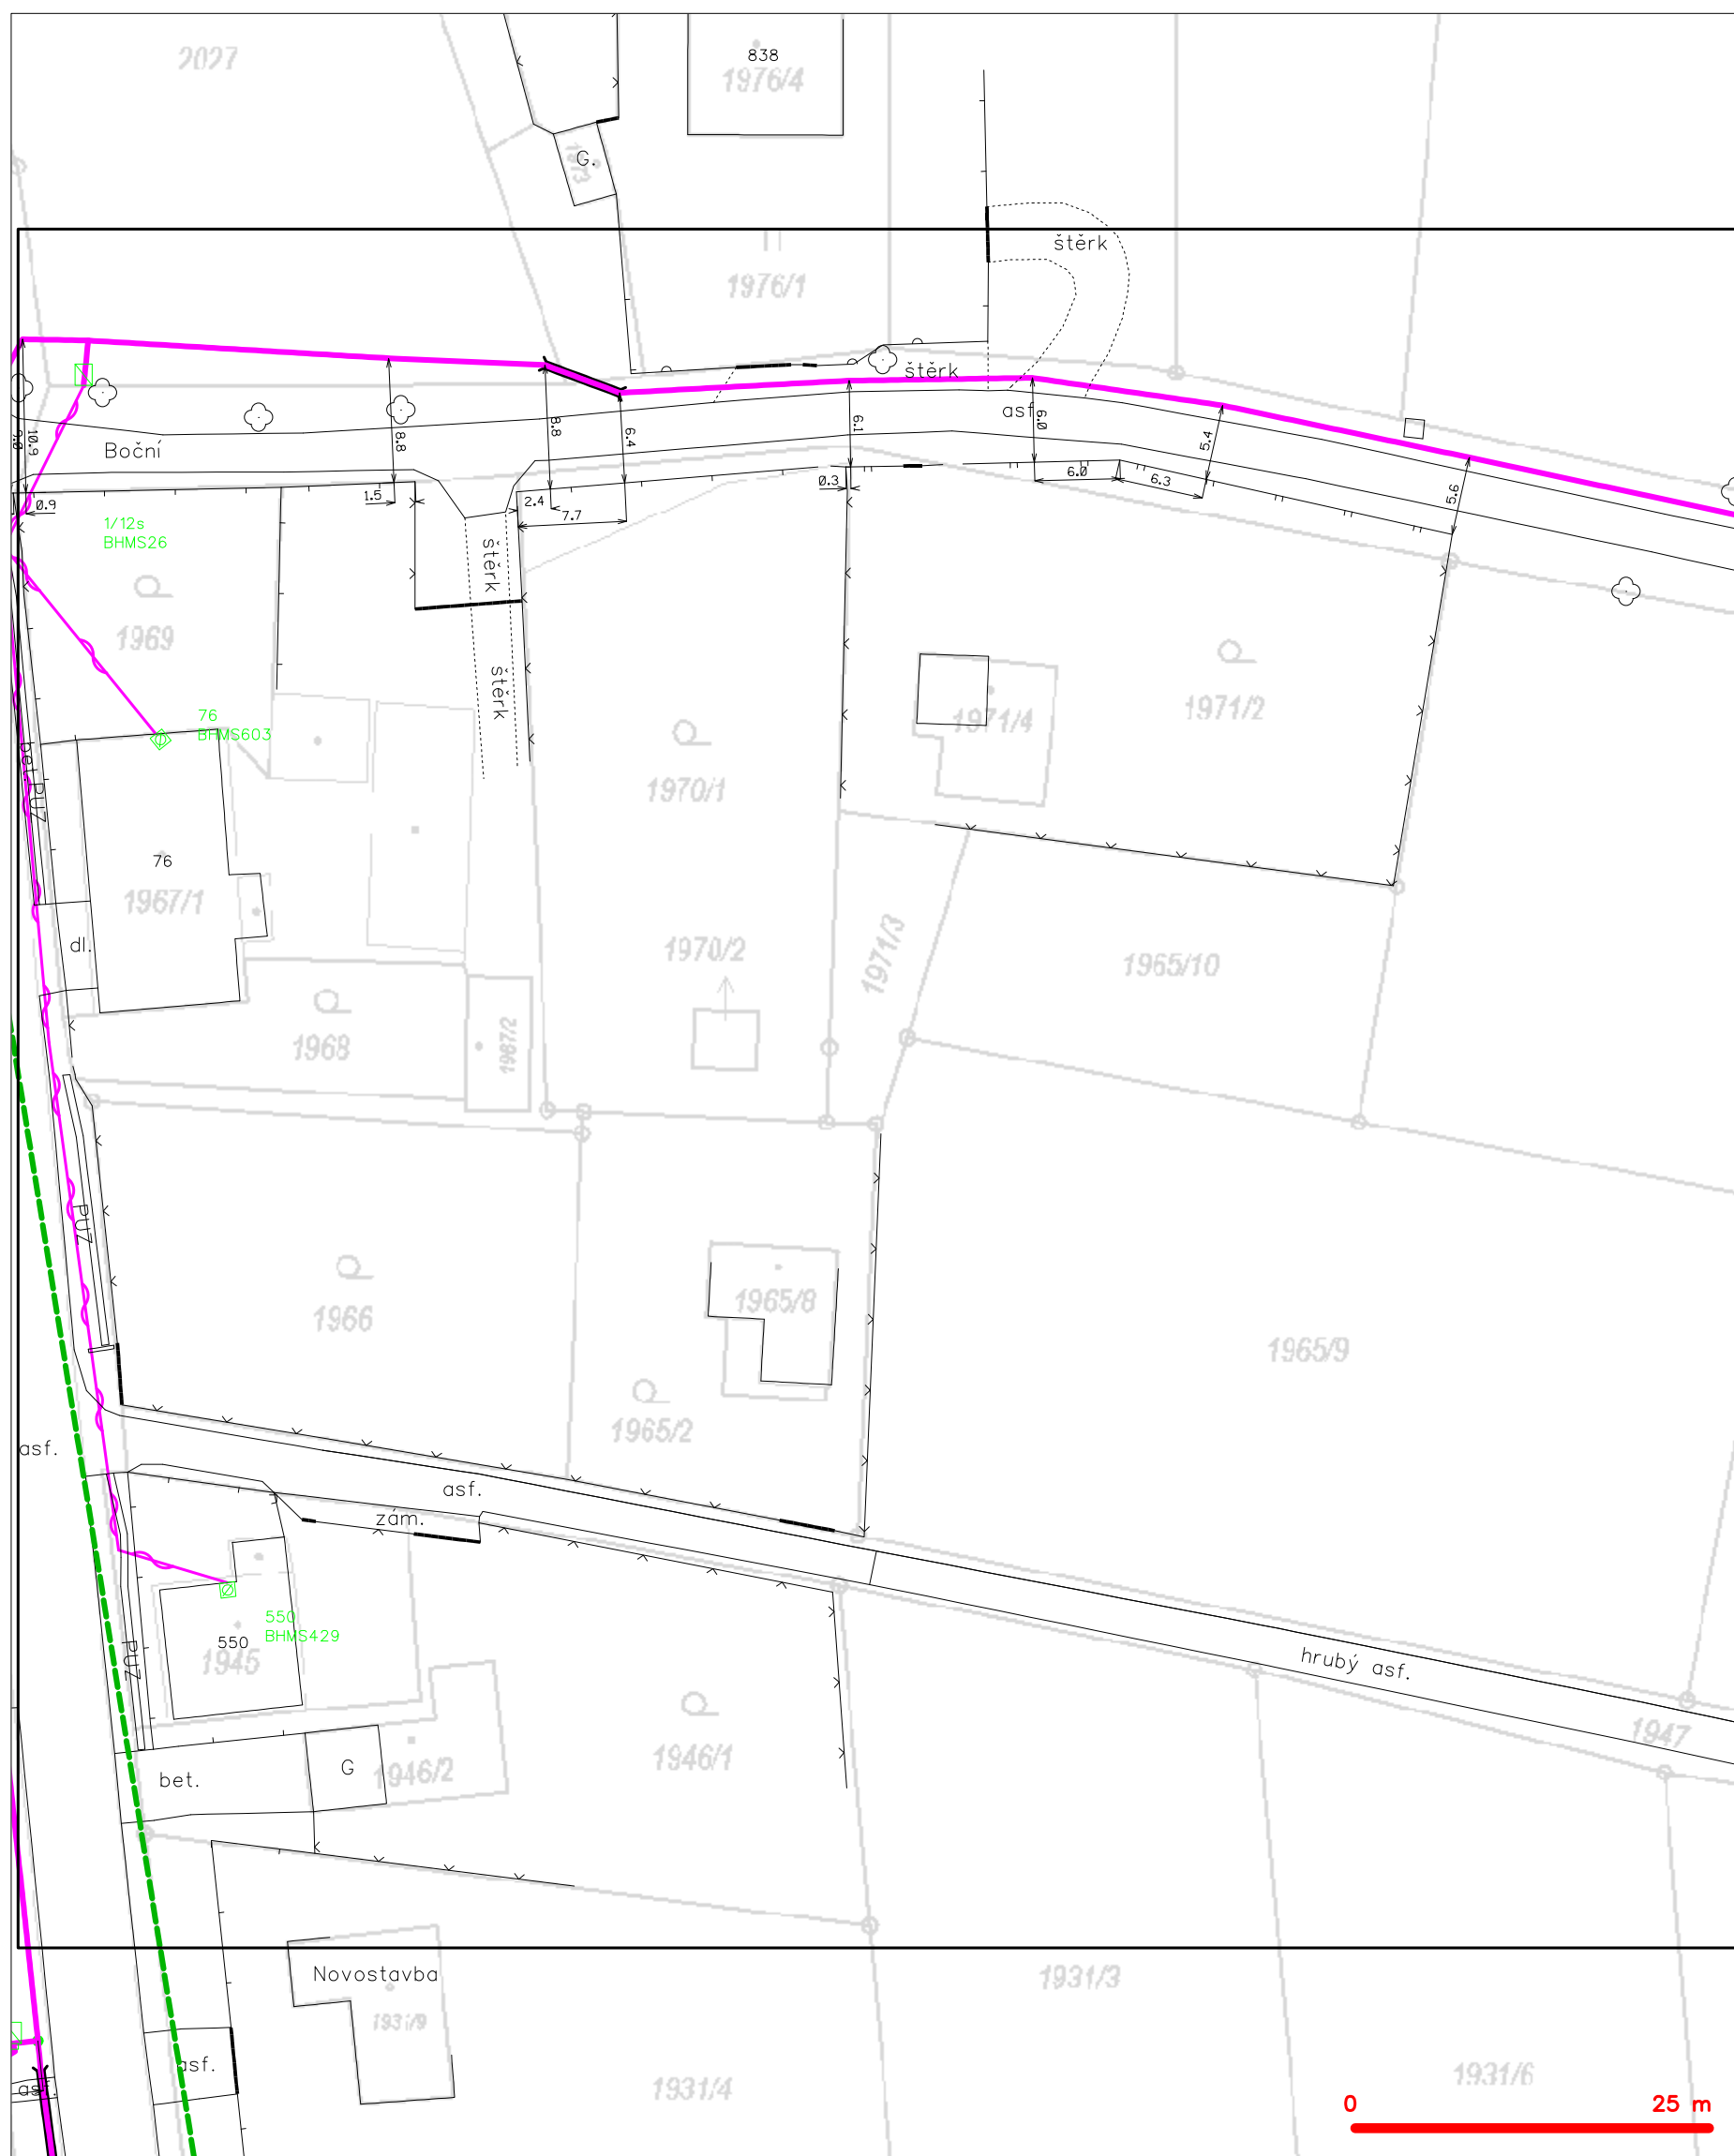 2027
838
1976/4
G.
1973
štěrk
1976/1
štěrk
asf.
Boční
10.9
8.8
8.8
6.4
6.1
6.0
5.4
5.6
0.9
1.5
2.4
7.7
0.3
6.0
6.3
1/12s
BHMS26
štěrk
1969
štěrk
76
BHMS603
1971/4
1971/2
bet.
PUZ
1970/1
76
1967/1
dl.
1970/2
1971/3
1965/10
1968
1967/2
PUZ
1966
1965/8
1965/9
1965/2
asf.
asf.
zám.
550
BHMS429
550
1945
PUZ
hrubý asf.
1947
1946/1
G
1946/2
bet.
Novostavba
1931/3
1931/9
asf.
asf.
1931/4
1931/6
0
25 m